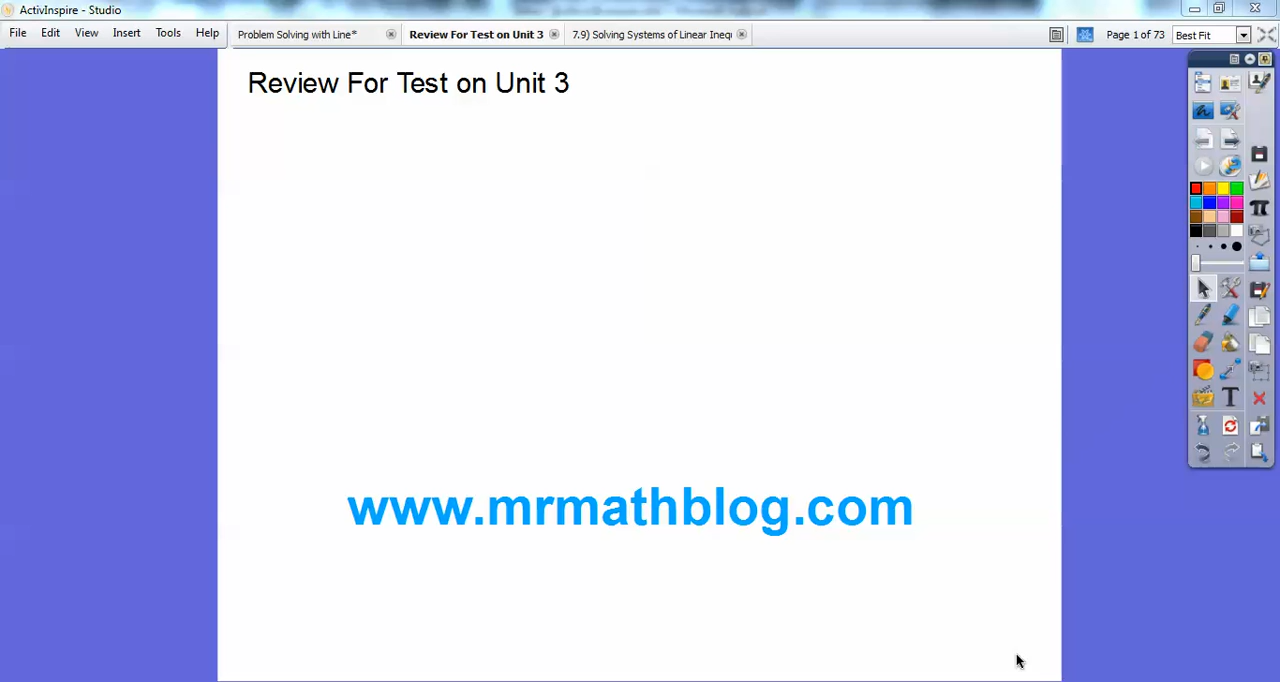 ActivInspire - Studio
File Edit View Insert Tools Help
Problem Solving with Line* Review For Test on Unit 3 7.9) Solving Systems of Linear Inequ Page 1 of 73 Best Fit
Review For Test on Unit 3
T
www.mrmathblog.com